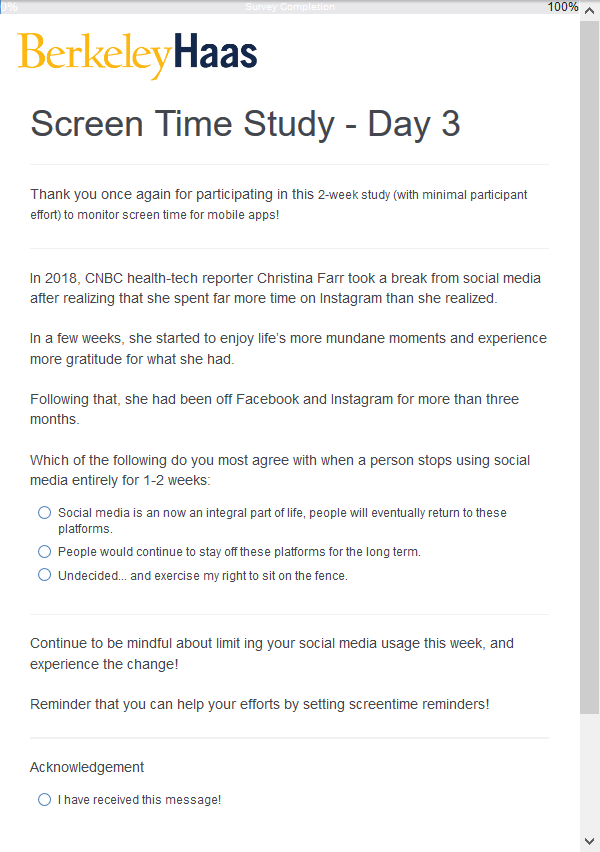 0% Survey Completion 100%
BerkeleyHaas
Screen Time Study - Day 3
Thank you once again for participating in this 2-week study (with minimal participant
effort) to monitor screen time for mobile apps!
In 2018, CNBC health-tech reporter Christina Farr took a break from social media
after realizing that she spent far more time on Instagram than she realized.
In a few weeks, she started to enjoy life's more mundane moments and experience
more gratitude for what she had.
Following that, she had been off Facebook and Instagram for more than three
months.
Which of the following do you most agree with when a person stops using social
media entirely for 1-2 weeks:
Social media is an now an integral part of life, people will eventually return to these
platforms.
People would continue to stay off these platforms for the long term.
Undecided... and exercise my right to sit on the fence.
Continue to be mindful about limit ing your social media usage this week, and
experience the change!
Reminder that you can help your efforts by setting screentime reminders!
Acknowledgement
I have received this message!